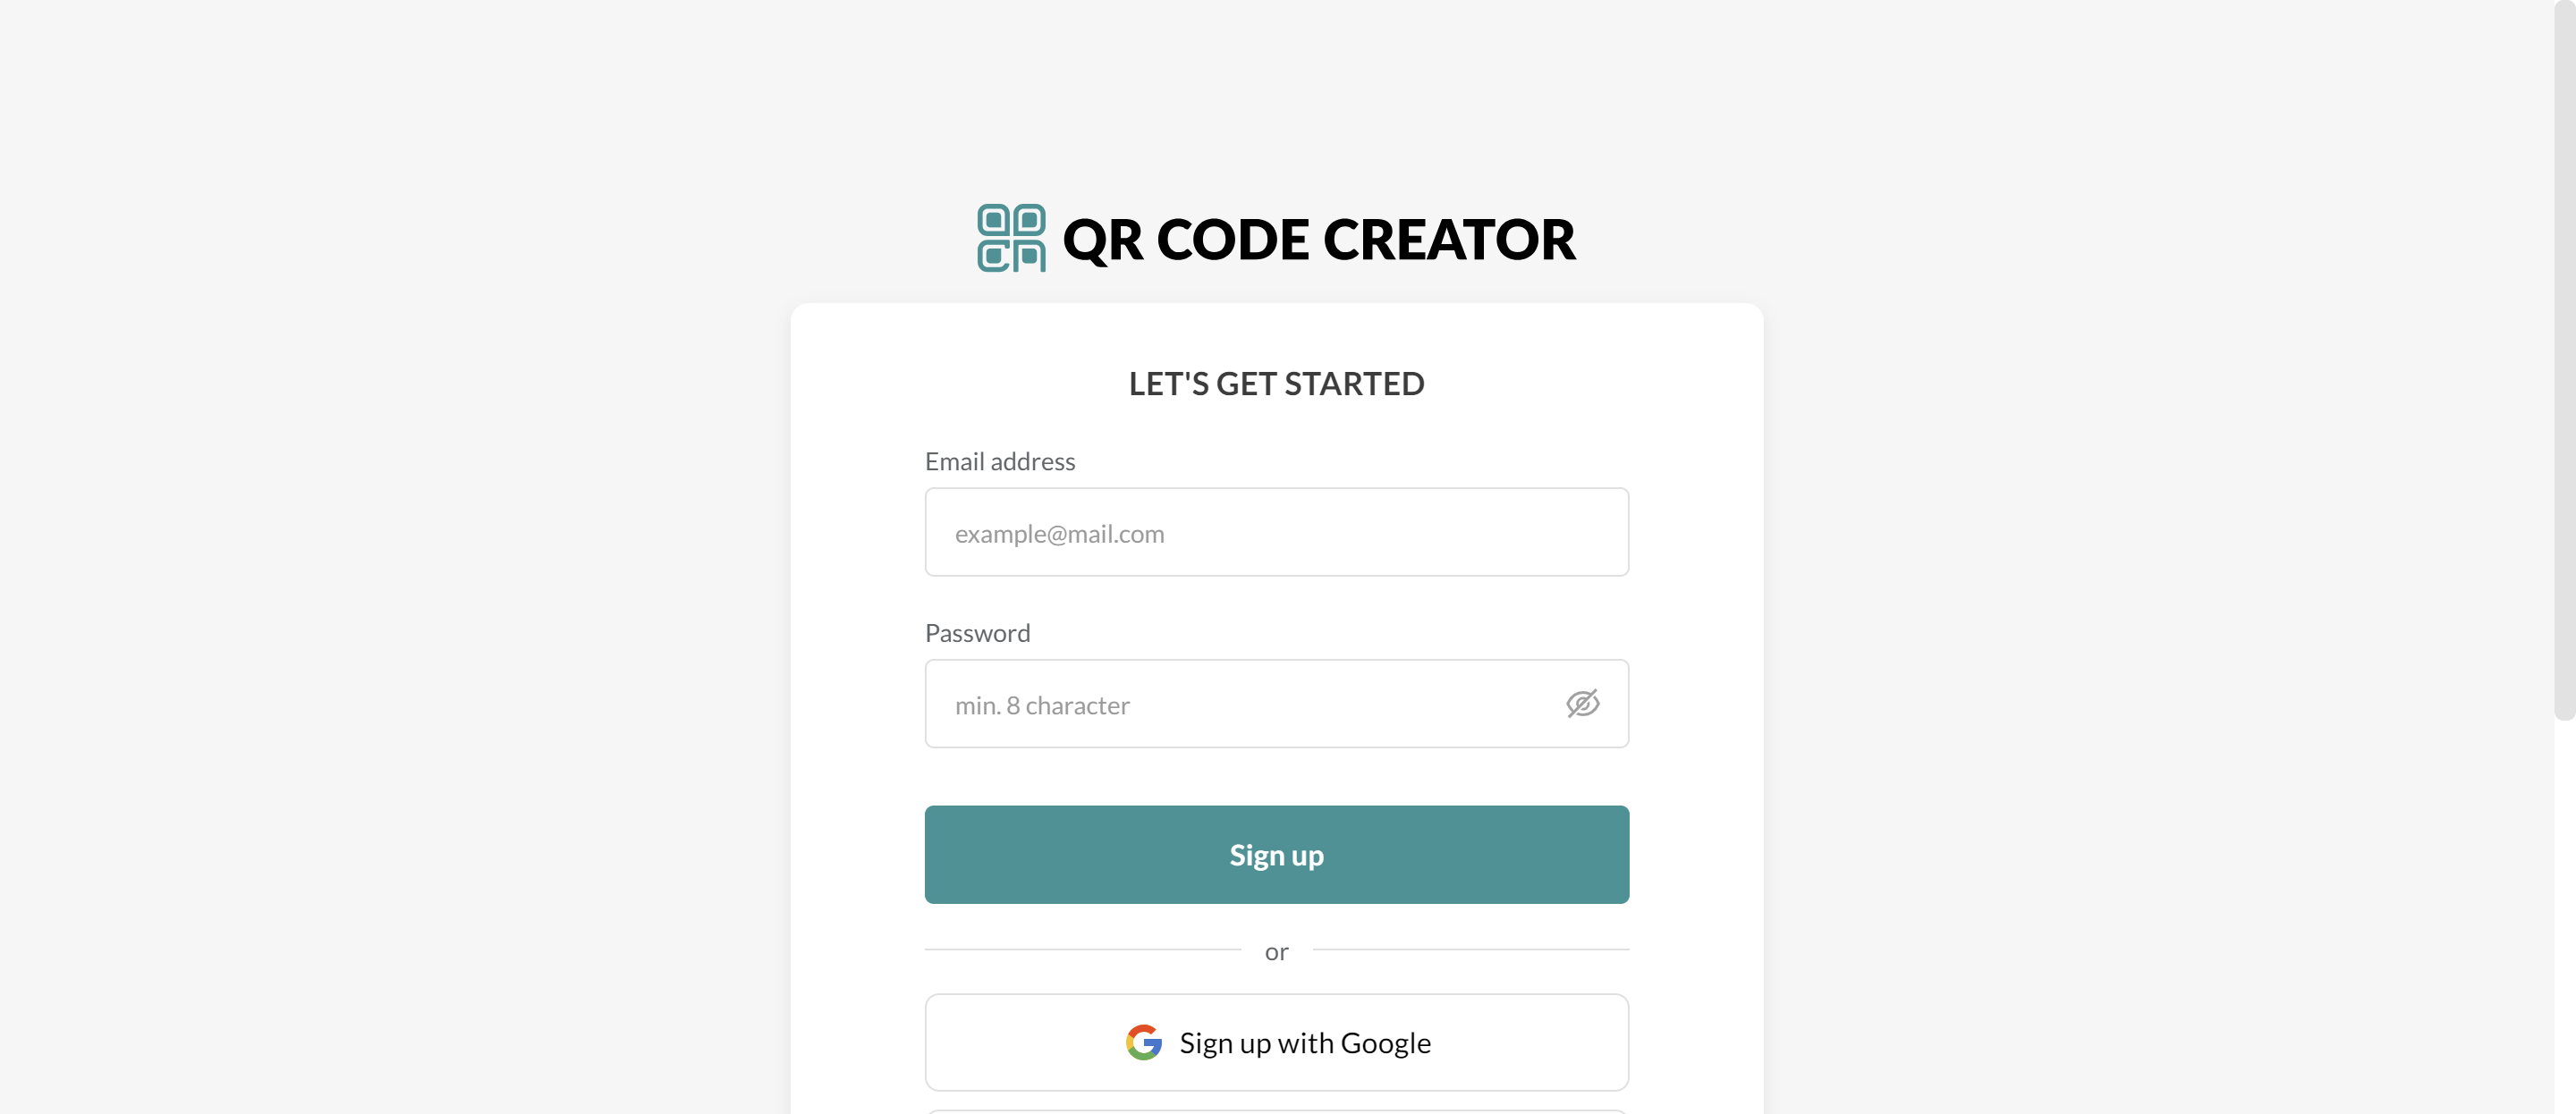 QR CODE CREATOR
LET'S GET STARTED
Email address
example@mail.com
Password
min. 8 character
Sign up
or
Sign up with Google